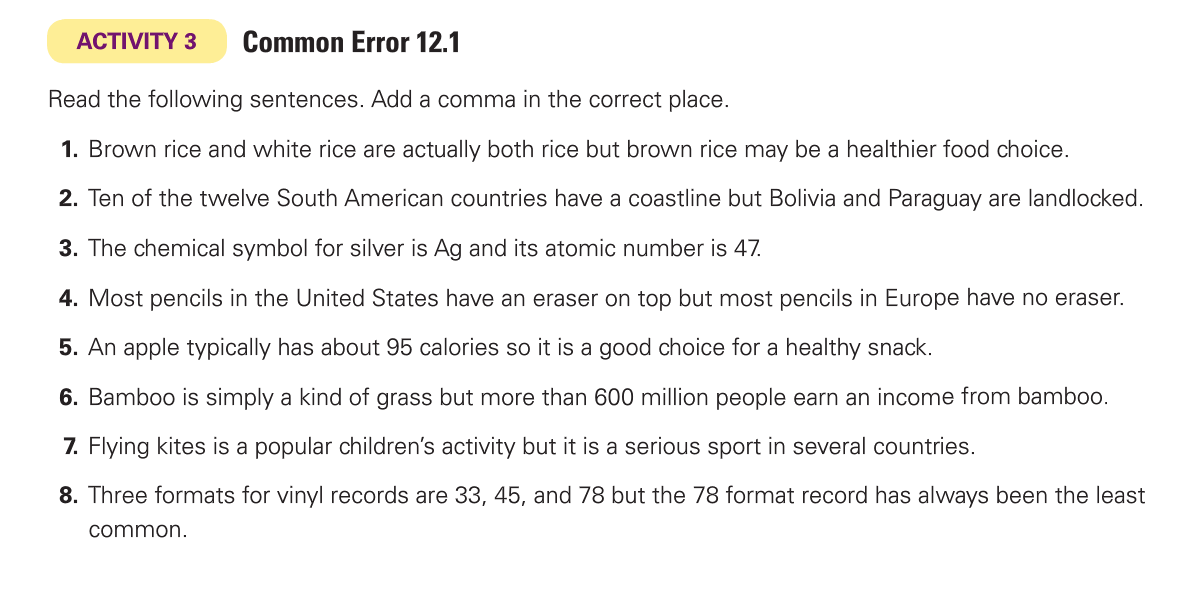 ACTIVITY 3 Common Error 12.1
Read the following sentences. Add a comma in the correct place.
1. Brown rice and white rice are actually both rice but brown rice may be a healthier food choice.
2. Ten of the twelve South American countries have a coastline but Bolivia and Paraguay are landlocked.
3. The chemical symbol for silver is Ag and its atomic number is 47.
4. Most pencils in the United States have an eraser on top but most pencils in Europe have no eraser.
5. An apple typically has about 95 calories so it is a good choice for a healthy snack.
6. Bamboo is simply a kind of grass but more than 600 million people earn an income from bamboo.
7. Flying kites is a popular children’s activity but it is a serious sport in several countries.
8. Three formats for vinyl records are 33, 45, and 78 but the 78 format record has always been the least
common.